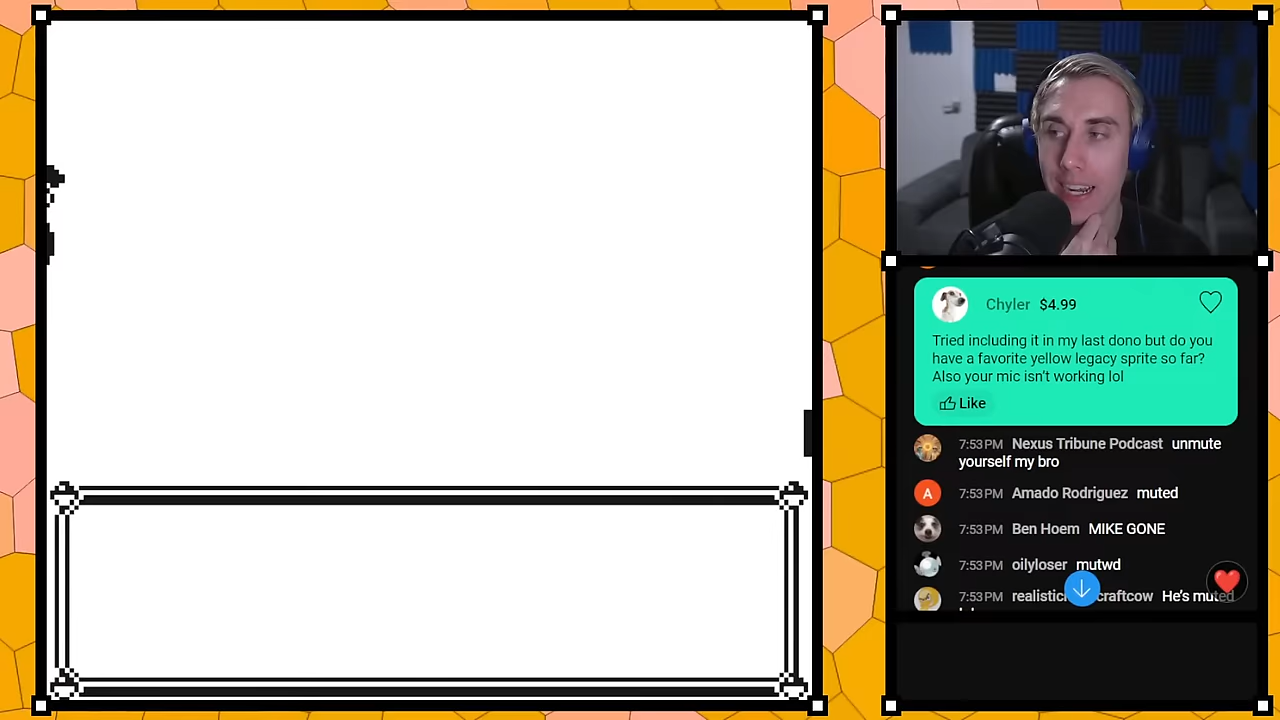 Chyler $4.99
Tried including it in my last dono but do you
have a favorite yellow legacy sprite so far?
Also your mic isn't working lol
Like
7:53 PM Nexus Tribune Podcast unmute
yourself my bro
A 7:53 PM Amado Rodriguez muted
7:53 PM Ben Hoem MIKE GONE
7:53 PM oilyloser mutwd
7:53 PM craftcow He's muted